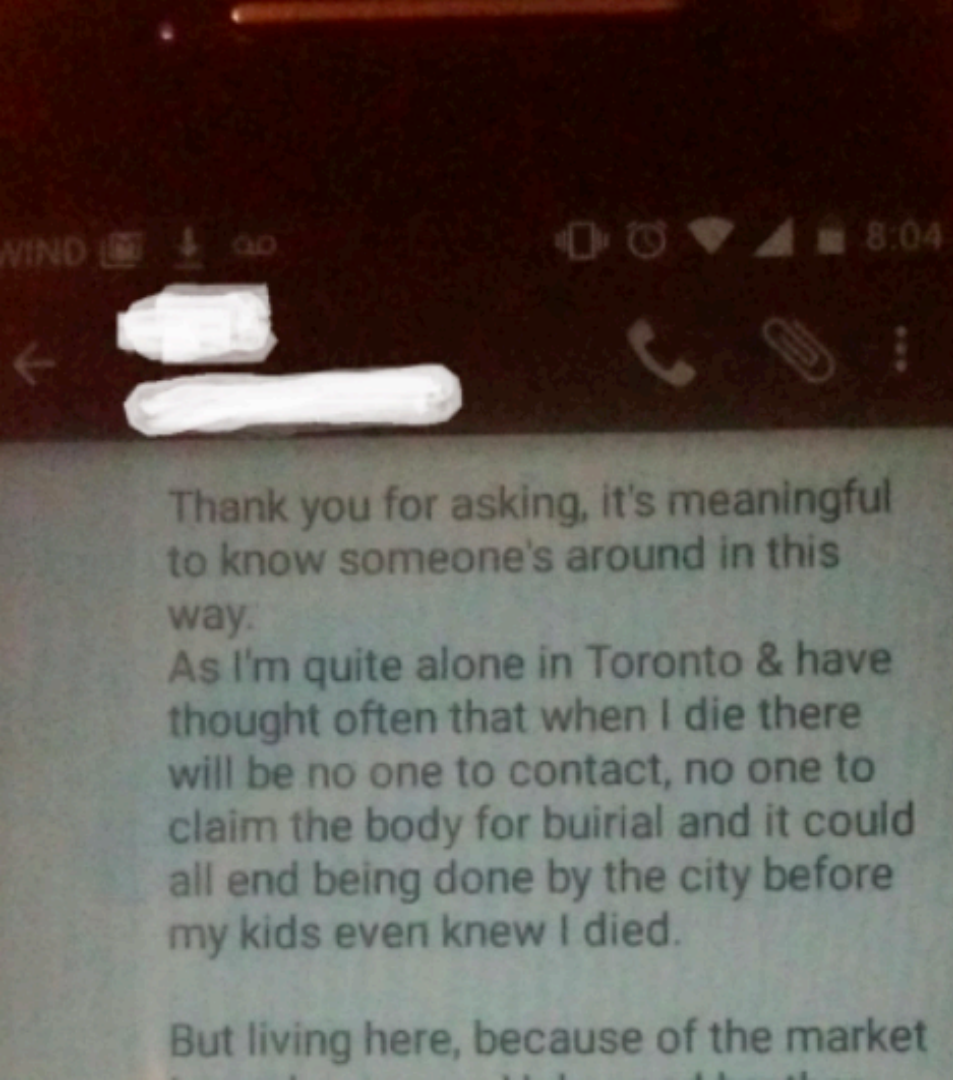 WIND
8:04
Thank you for asking, it's meaningful
to know someone's around in this
way.
As I'm quite alone in Toronto & have
thought often that when I die there
will be no one to contact, no one to
claim the body for buirial and it could
all end being done by the city before
my kids even knew I died.
But living here, because of the market